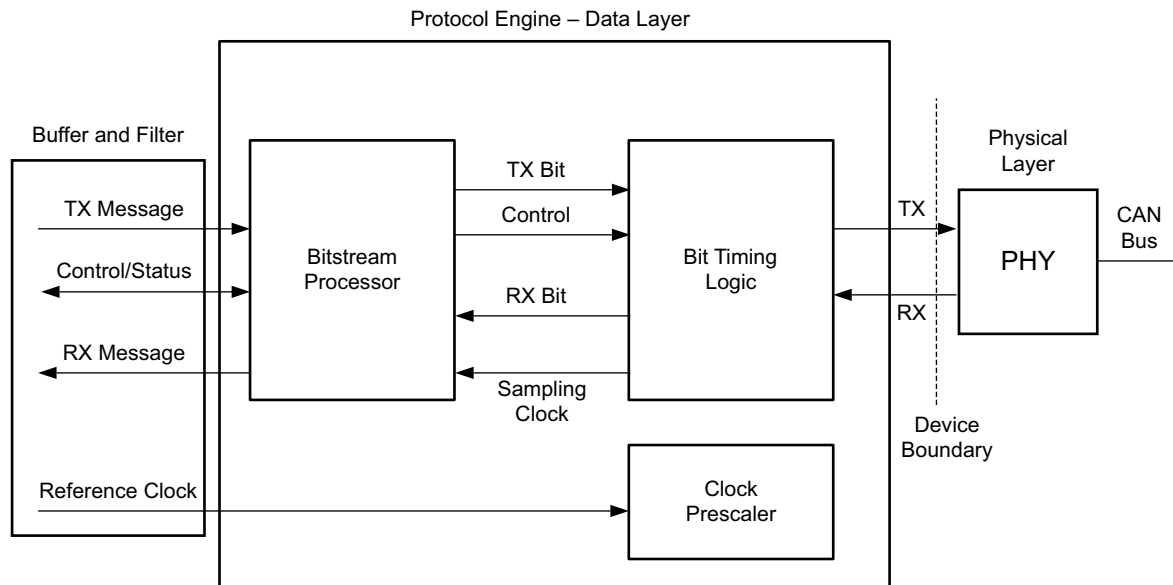 Protocol Engine – Data Layer
Buffer and Filter
TX Message
Control/Status
RX Message
Reference Clock
Bitstream
Processor
TX Bit
Control
RX Bit
Sampling
Clock
Bit Timing
Logic
Clock
Prescaler
TX
RX
Device
Boundary
Physical
Layer
PHY
CAN
Bus